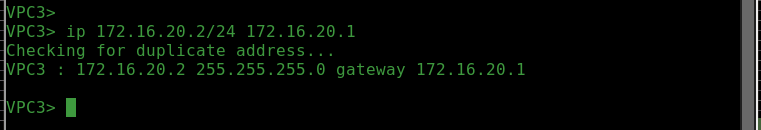 VPC3>
VPC3> ip 172.16.20.2/24 172.16.20.1
Checking for duplicate address...
VPC3 : 172.16.20.2 255.255.255.0 gateway 172.16.20.1
VPC3>